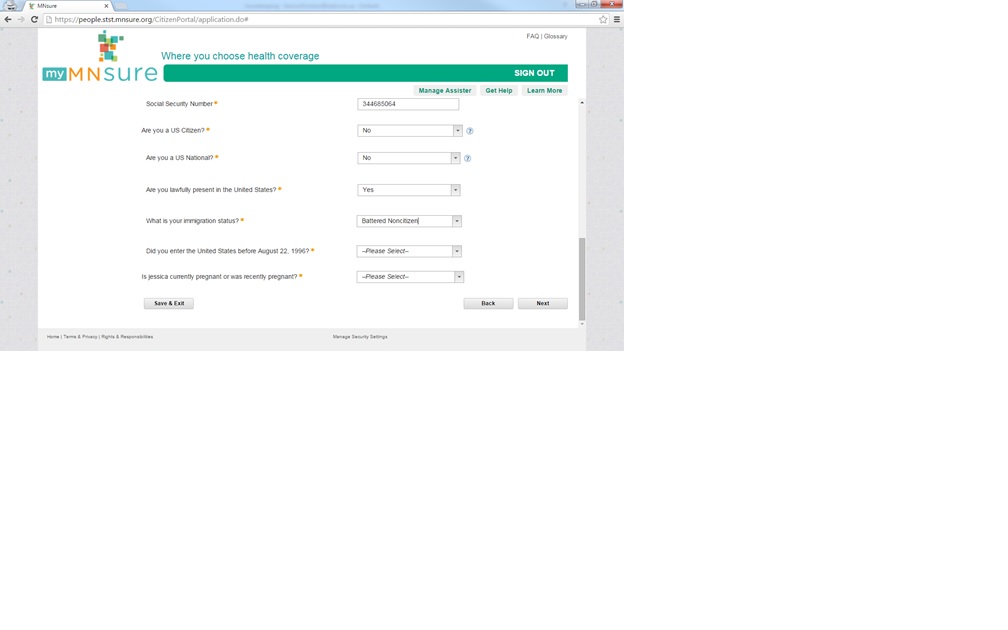 MNsure
https://people.stst.mnsure.org/CitizenPortal/application.do#
FAQ | Glossary
Where you choose health coverage
my MNsure
SIGN OUT
Manage Assister Get Help Learn More
Social Security Number* 344685064
Are you a US Citizen?* No
Are you a US National?* No
Are you lawfully present in the United States?* Yes
What is your immigration status?* Battered Noncitizen
Did you enter the United States before August 22, 1996?* --Please Select--
Is jessica currently pregnant or was recently pregnant?* --Please Select--
Save & Exit Back Next
Home | Terms & Privacy | Rights & Responsibilities Manage Security Settings